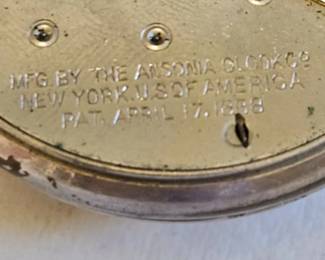 MFG. BY THE ANSONIA CLOCK CO
NEW YORK. U.S OF AMERICA
PAT. APRIL 17. 1888